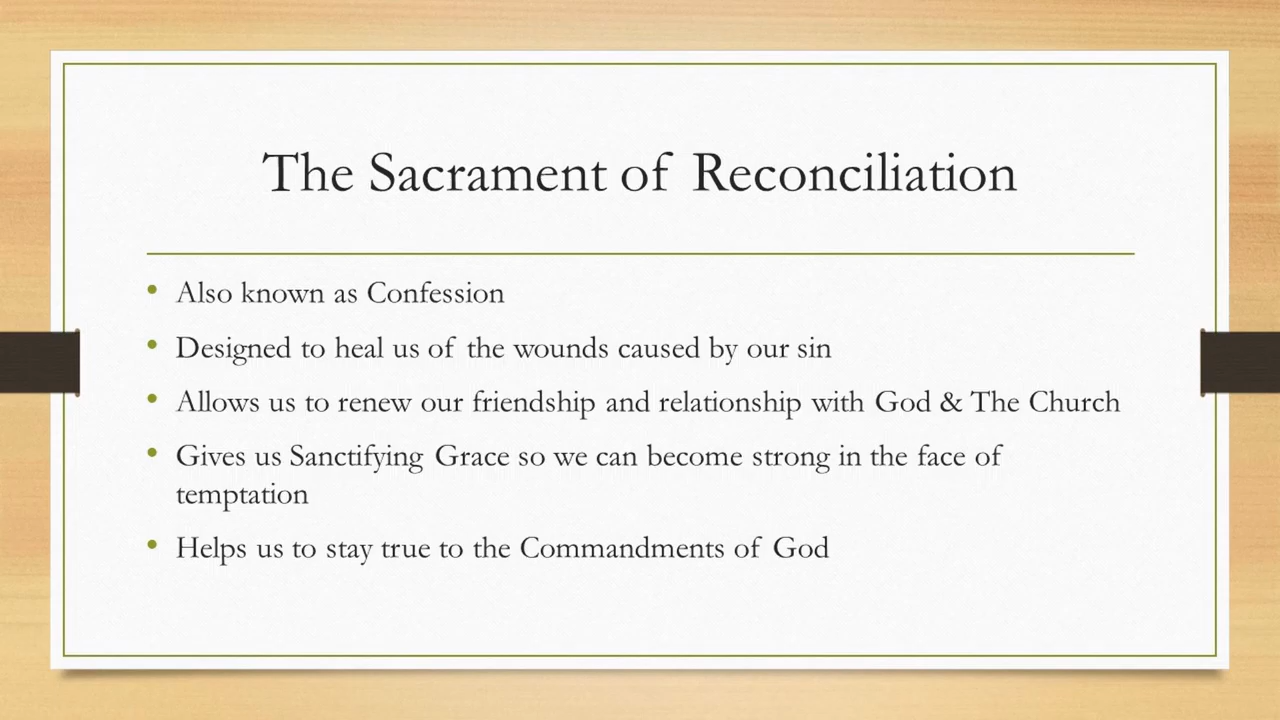 The Sacrament of Reconciliation
• Also known as Confession
• Designed to heal us of the wounds caused by our sin
• Allows us to renew our friendship and relationship with God & The Church
• Gives us Sanctifying Grace so we can become strong in the face of
temptation
• Helps us to stay true to the Commandments of God